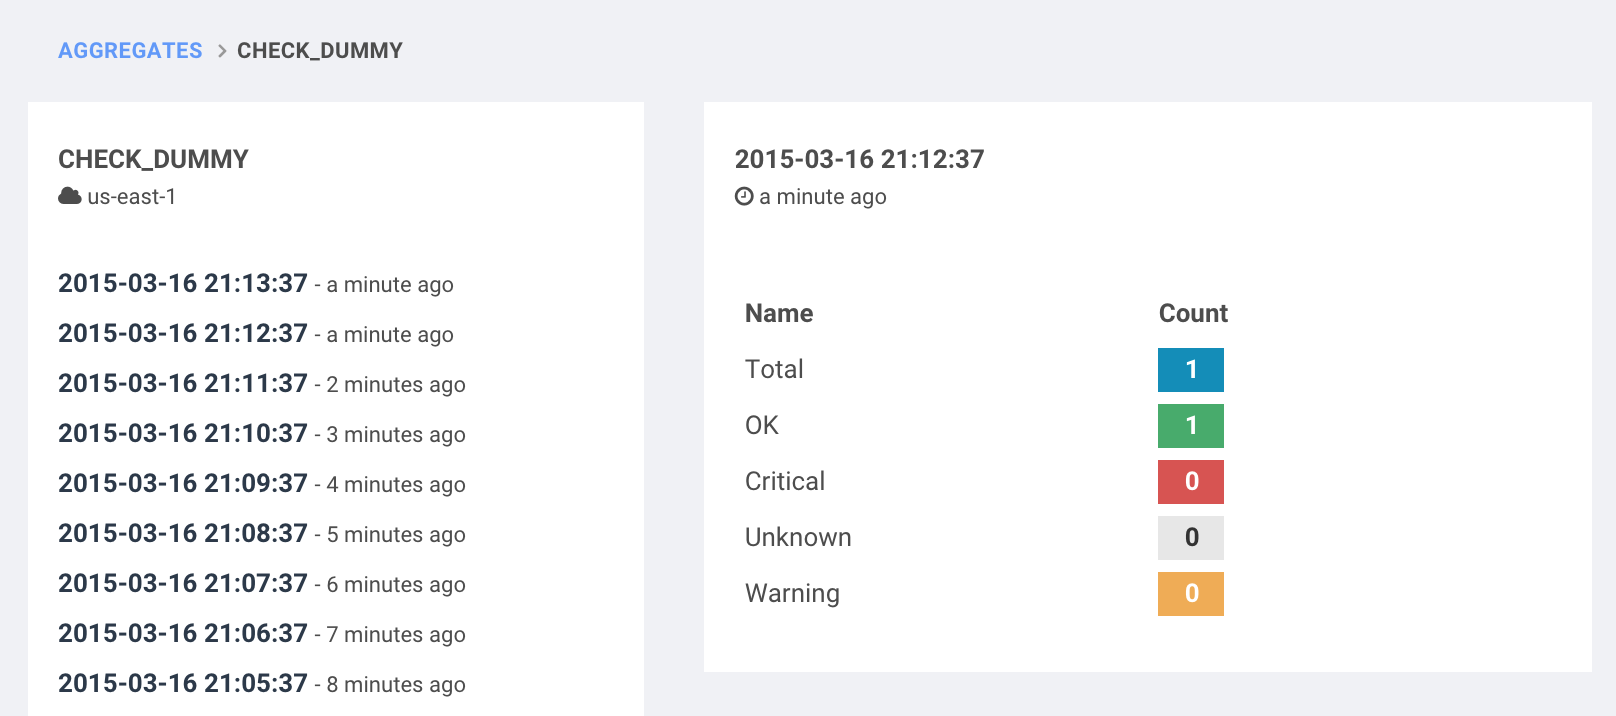 AGGREGATES > CHECK_DUMMY
CHECK_DUMMY
us-east-1
2015-03-16 21:13:37 - a minute ago
2015-03-16 21:12:37 - a minute ago
2015-03-16 21:11:37 - 2 minutes ago
2015-03-16 21:10:37 - 3 minutes ago
2015-03-16 21:09:37 - 4 minutes ago
2015-03-16 21:08:37 - 5 minutes ago
2015-03-16 21:07:37 - 6 minutes ago
2015-03-16 21:06:37 - 7 minutes ago
2015-03-16 21:05:37 - 8 minutes ago
2015-03-16 21:12:37
a minute ago
Name Count
Total 1
OK 1
Critical 0
Unknown 0
Warning 0